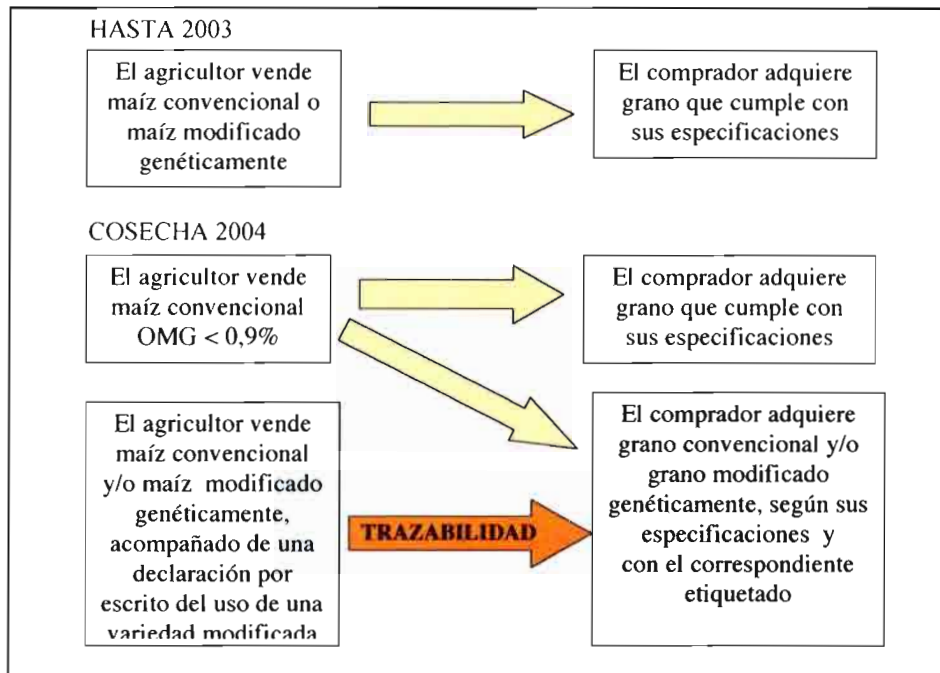 HASTA 2003
El agricultor vende
maíz convencional o
maíz modificado
genéticamente
El comprador adquiere
grano que cumple con
sus especificaciones
COSECHA 2004
El agricultor vende
maíz convencional
OMG < 0,9%
El comprador adquiere
grano que cumple con
sus especificaciones
El agricultor vende
maíz convencional
y/o maíz modificado
genéticamente,
acompañado de una
declaración por
escrito del uso de una
variedad modificada
TRAZABILIDAD
El comprador adquiere
grano convencional y/o
grano modificado
genéticamente, según sus
especificaciones y
con el correspondiente
etiquetado